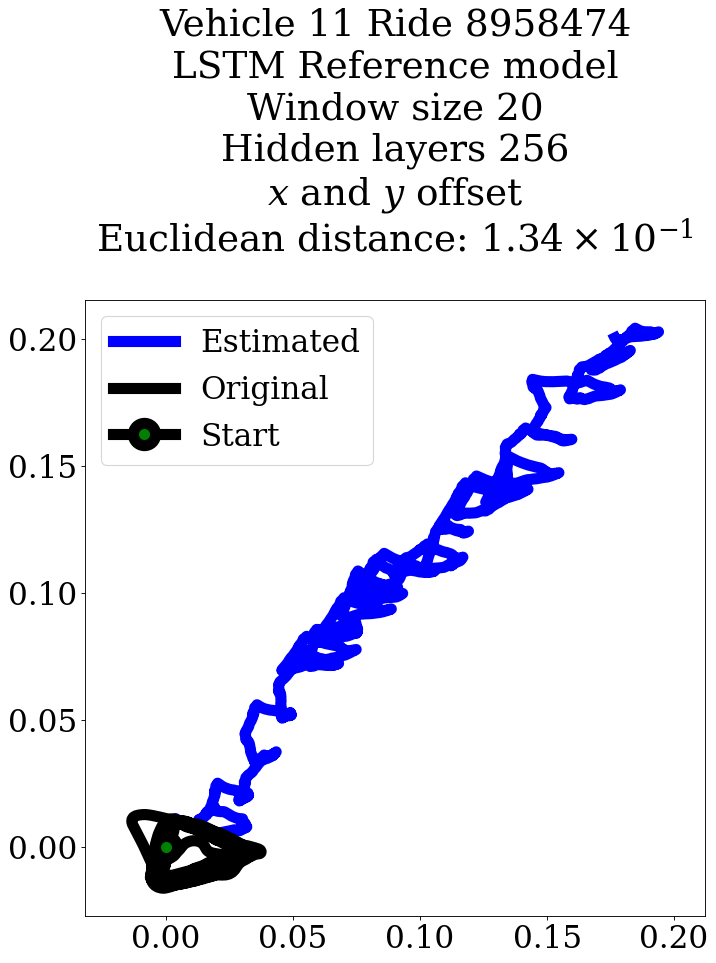 Vehicle 11 Ride 8958474
LSTM Reference model
Window size 20
Hidden layers 256
x and y offset
Euclidean distance: 1.34 × 10⁻¹
Estimated
Original
Start
0.20
0.15
0.10
0.05
0.00
0.00 0.05 0.10 0.15 0.20